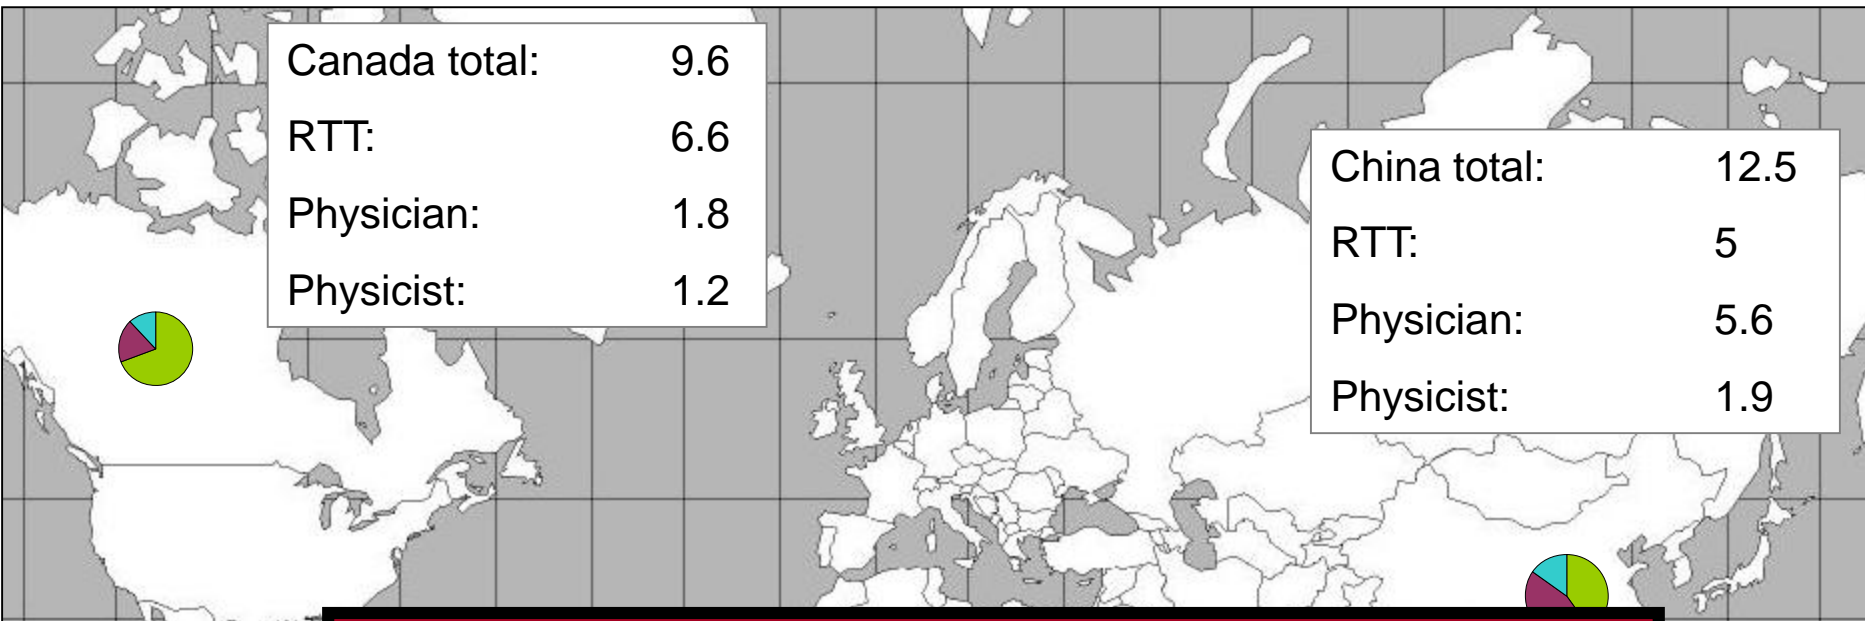 Canada total: 9.6
RTT: 6.6
Physician: 1.8
Physicist: 1.2
China total: 12.5
RTT: 5
Physician: 5.6
Physicist: 1.9